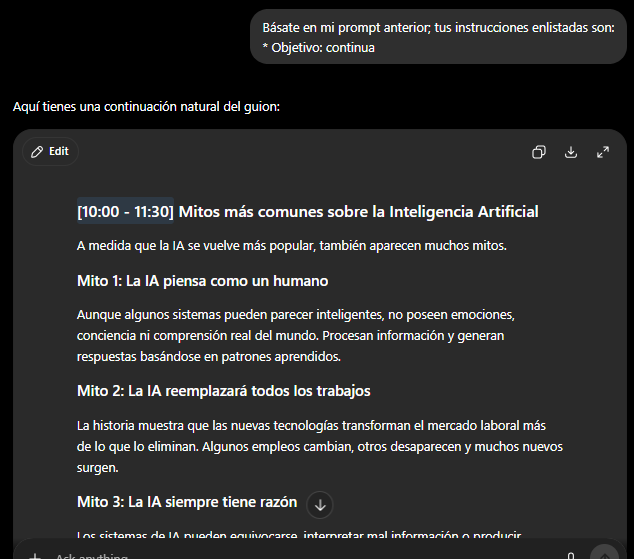 Básate en mi prompt anterior; tus instrucciones enlistadas son:
* Objetivo: continua
Aquí tienes una continuación natural del guion:
Edit
[10:00 - 11:30] Mitos más comunes sobre la Inteligencia Artificial
A medida que la IA se vuelve más popular, también aparecen muchos mitos.
Mito 1: La IA piensa como un humano
Aunque algunos sistemas pueden parecer inteligentes, no poseen emociones,
conciencia ni comprensión real del mundo. Procesan información y generan
respuestas basándose en patrones aprendidos.
Mito 2: La IA reemplazará todos los trabajos
La historia muestra que las nuevas tecnologías transforman el mercado laboral más
de lo que lo eliminan. Algunos empleos cambian, otros desaparecen y muchos nuevos
surgen.
Mito 3: La IA siempre tiene razón
Los sistemas de IA pueden equivocarse, interpretar mal información o producir
Ask anything